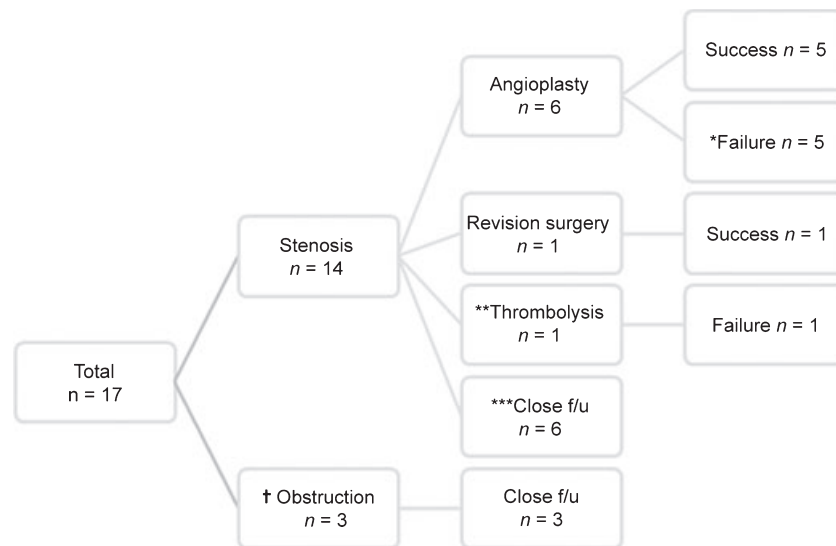 Success n = 5
Angioplasty
n = 6
*Failure n = 5
Revision surgery
n = 1
Success n = 1
Stenosis
n = 14
**Thrombolysis
n = 1
Failure n = 1
Total
n = 17
***Close f/u
n = 6
† Obstruction
n = 3
Close f/u
n = 3